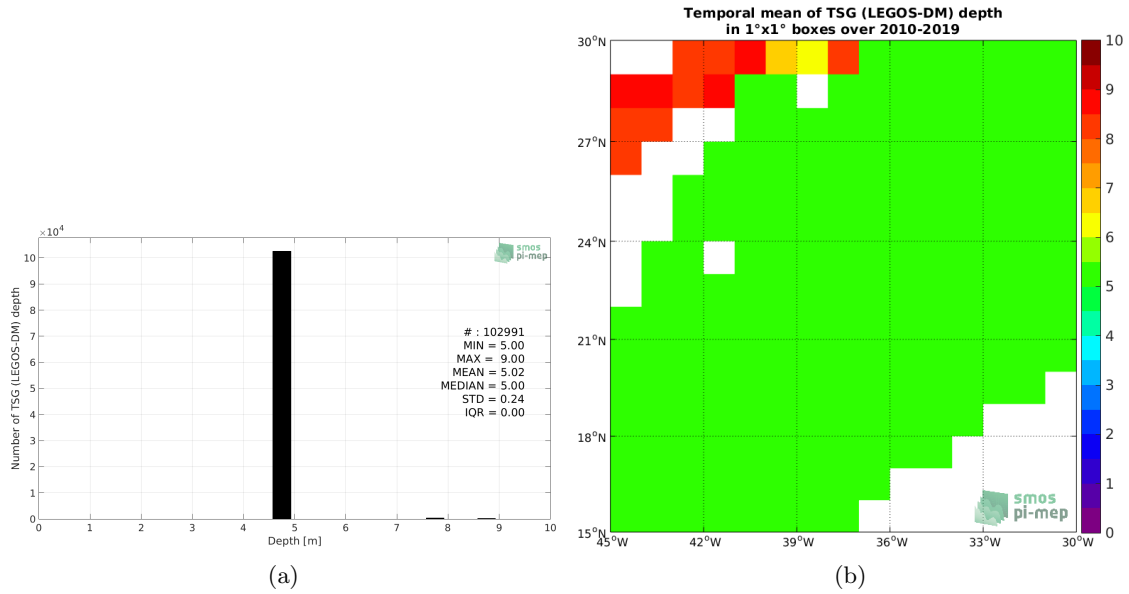 Temporal mean of TSG (LEGOS-DM) depth
in 1°x1° boxes over 2010-2019
×10⁴
Number of TSG (LEGOS-DM) depth
10
9
8
7
6
5
4
3
2
1
0
0 1 2 3 4 5 6 7 8 9 10
Depth [m]
smos
pi-mep
# : 102991
MIN = 5.00
MAX = 9.00
MEAN = 5.02
MEDIAN = 5.00
STD = 0.24
IQR = 0.00
(a)
30°N
27°N
24°N
21°N
18°N
15°N
45°W 42°W 39°W 36°W 33°W 30°W
smos
pi-mep
10
9
8
7
6
5
4
3
2
1
0
(b)